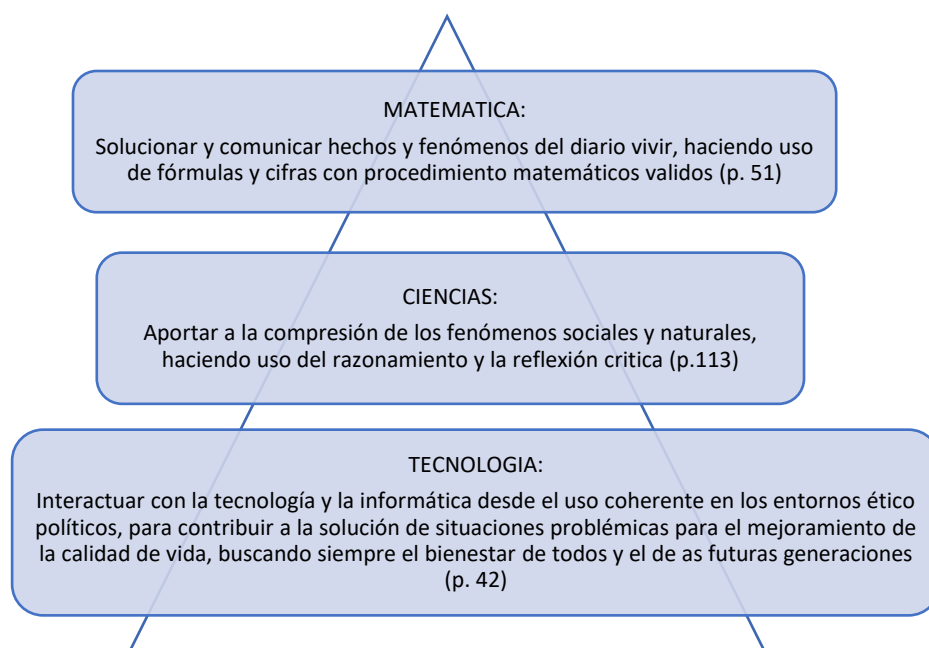 MATEMATICA:
Solucionar y comunicar hechos y fenómenos del diario vivir, haciendo uso
de fórmulas y cifras con procedimiento matemáticos validos (p. 51)
CIENCIAS:
Aportar a la compresión de los fenómenos sociales y naturales,
haciendo uso del razonamiento y la reflexión critica (p.113)
TECNOLOGIA:
Interactuar con la tecnología y la informática desde el uso coherente en los entornos ético
políticos, para contribuir a la solución de situaciones problémicas para el mejoramiento de
la calidad de vida, buscando siempre el bienestar de todos y el de as futuras generaciones
(p. 42)